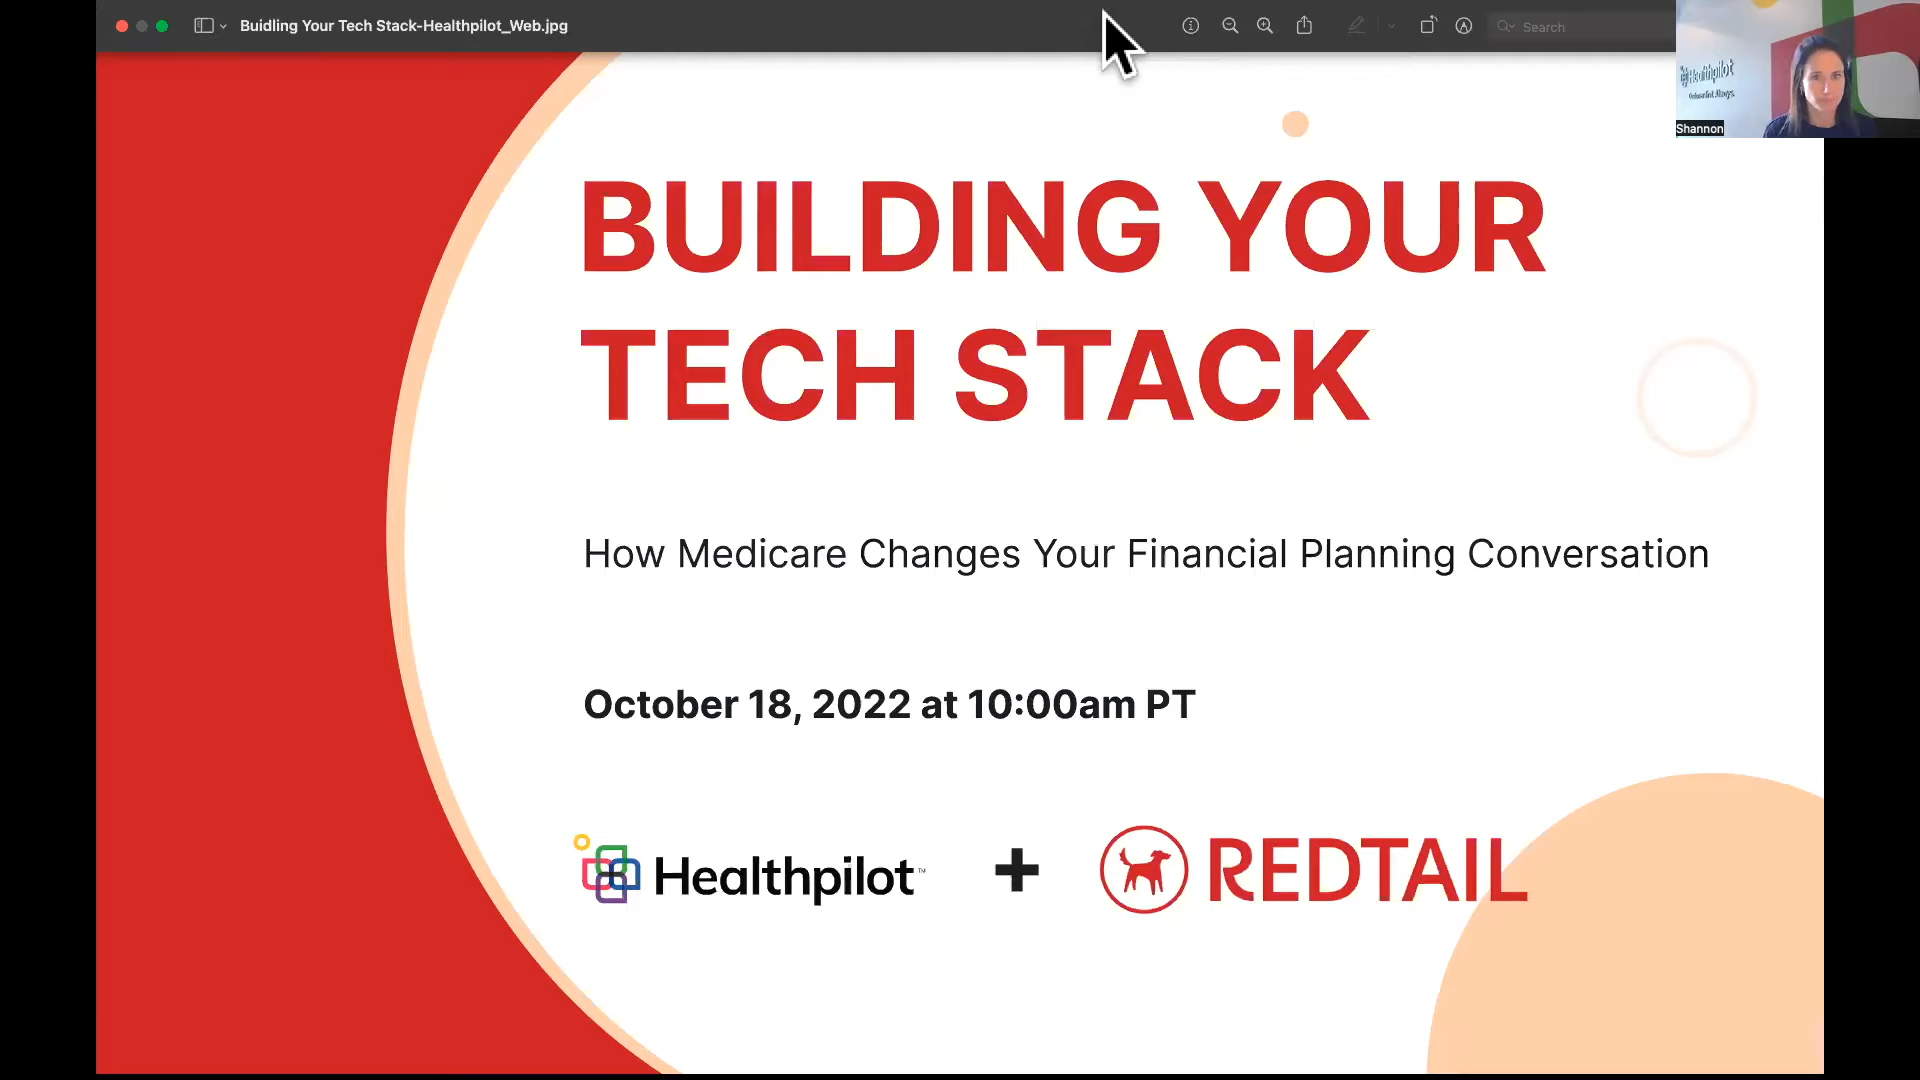 Buidling Your Tech Stack-Healthpilot_Web.jpg
Search
Healthpilot
Shannon
BUILDING YOUR
TECH STACK
How Medicare Changes Your Financial Planning Conversation
October 18, 2022 at 10:00am PT
Healthpilot™ + REDTAIL